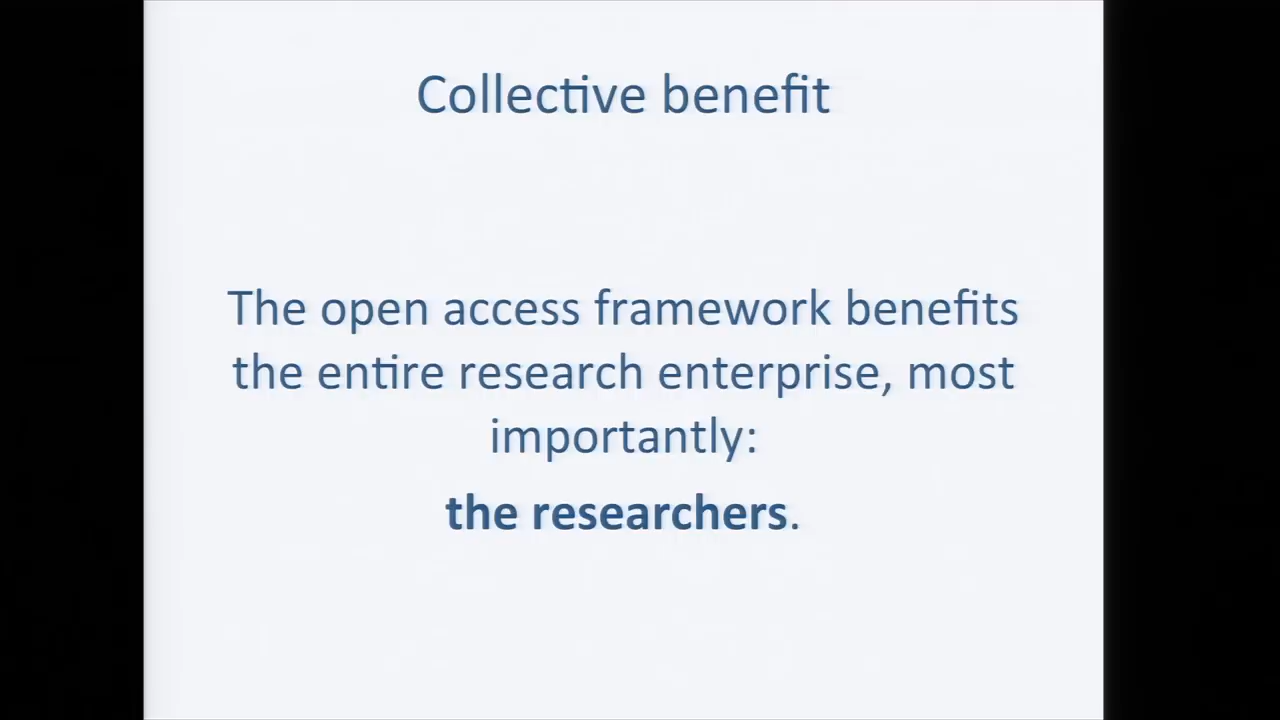 Collective benefit
The open access framework benefits
the entire research enterprise, most
importantly:
the researchers.